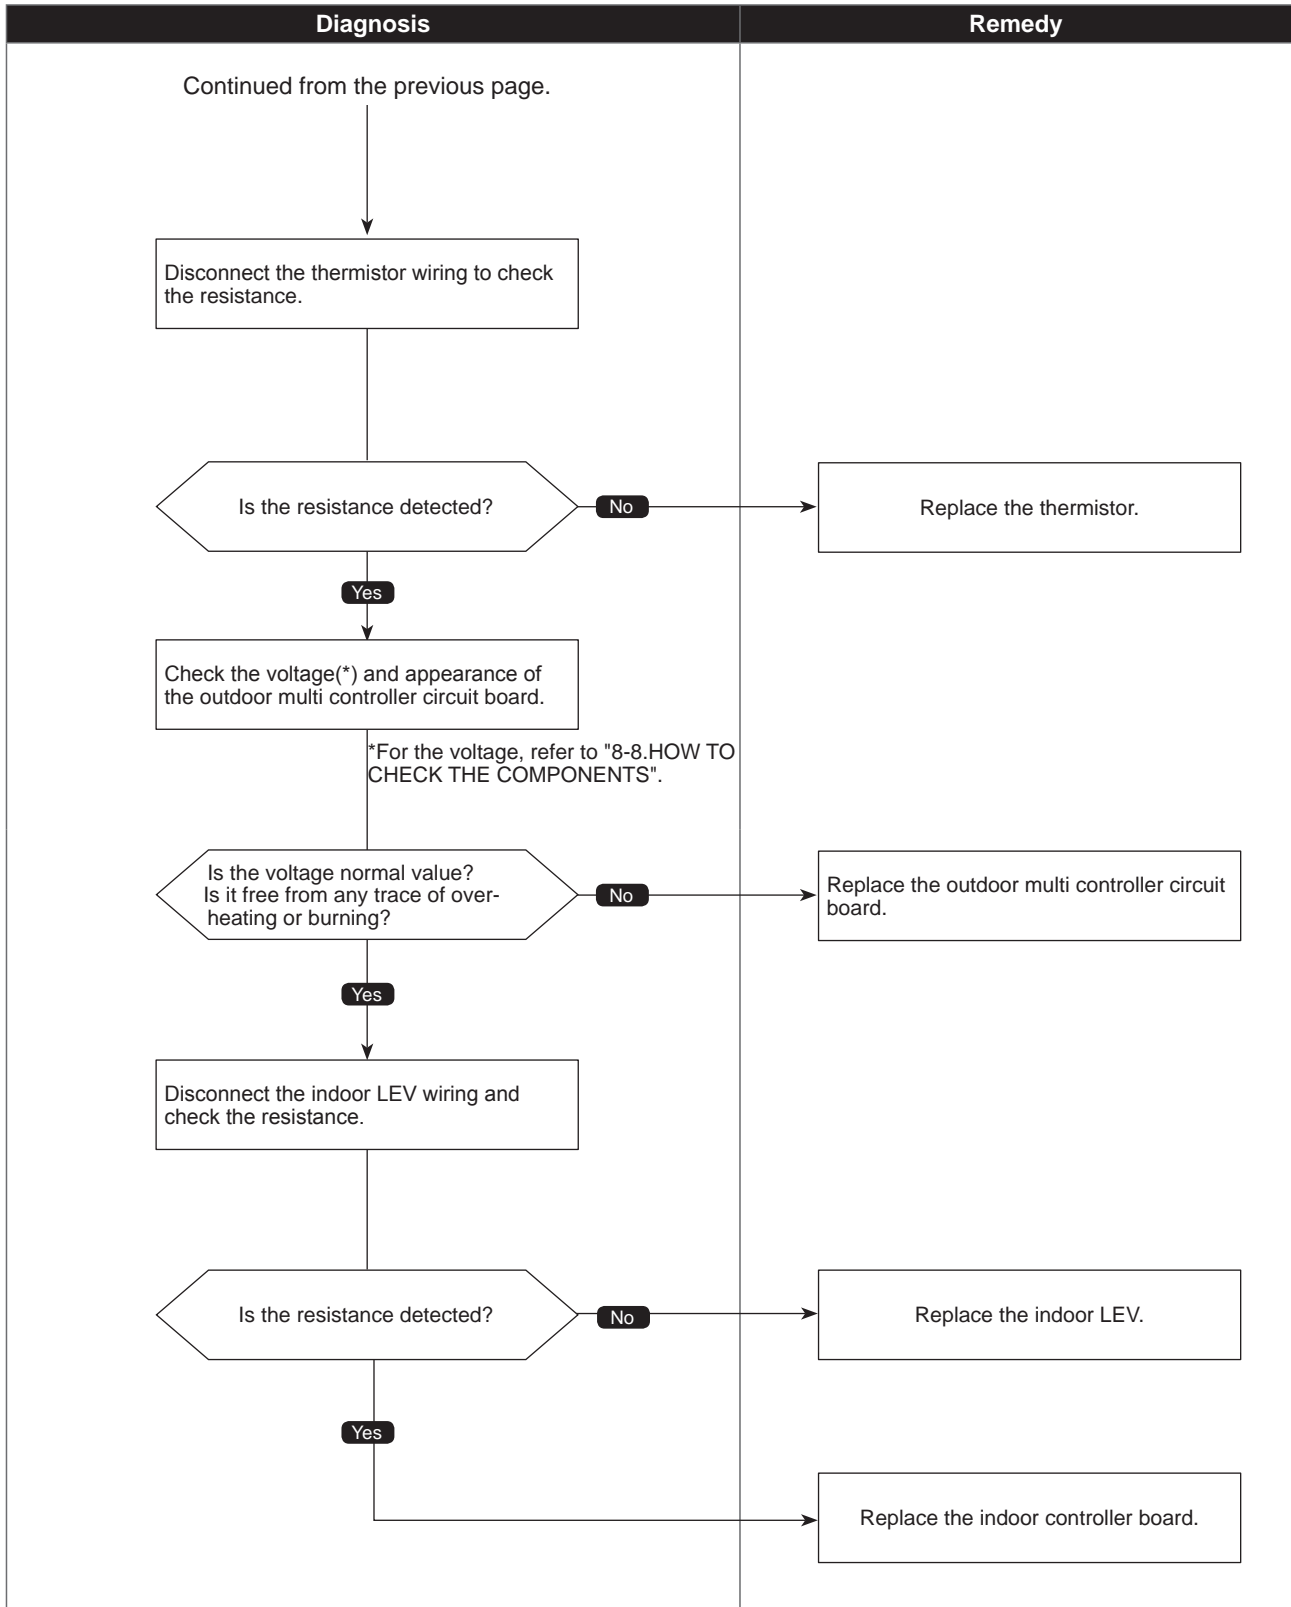 Diagnosis
Remedy
Continued from the previous page.
Disconnect the thermistor wiring to check
the resistance.
Is the resistance detected?
No
Replace the thermistor.
Yes
Check the voltage(*) and appearance of
the outdoor multi controller circuit board.
*For the voltage, refer to "8-8.HOW TO
CHECK THE COMPONENTS".
Is the voltage normal value?
Is it free from any trace of over-
heating or burning?
No
Replace the outdoor multi controller circuit
board.
Yes
Disconnect the indoor LEV wiring and
check the resistance.
Is the resistance detected?
No
Replace the indoor LEV.
Yes
Replace the indoor controller board.